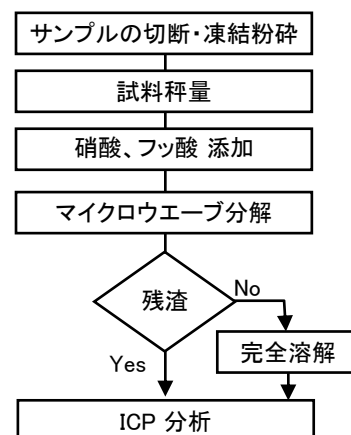 サンプルの切断・凍結粉砕
試料秤量
硝酸、フッ酸 添加
マイクロウエーブ分解
残渣
No
Yes
完全溶解
ICP 分析